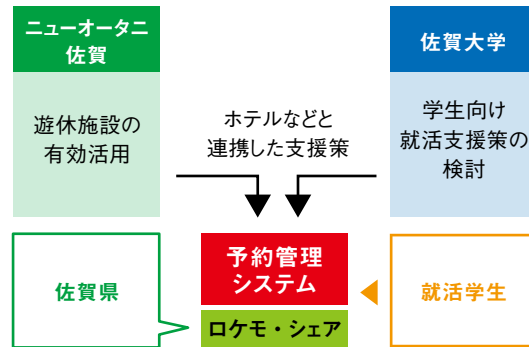 ニューオータニ
佐賀
遊休施設の
有効活用
ホテルなどと
連携した支援策
佐賀大学
学生向け
就活支援策の
検討
佐賀県
予約管理
システム
ロケモ・シェア
就活学生